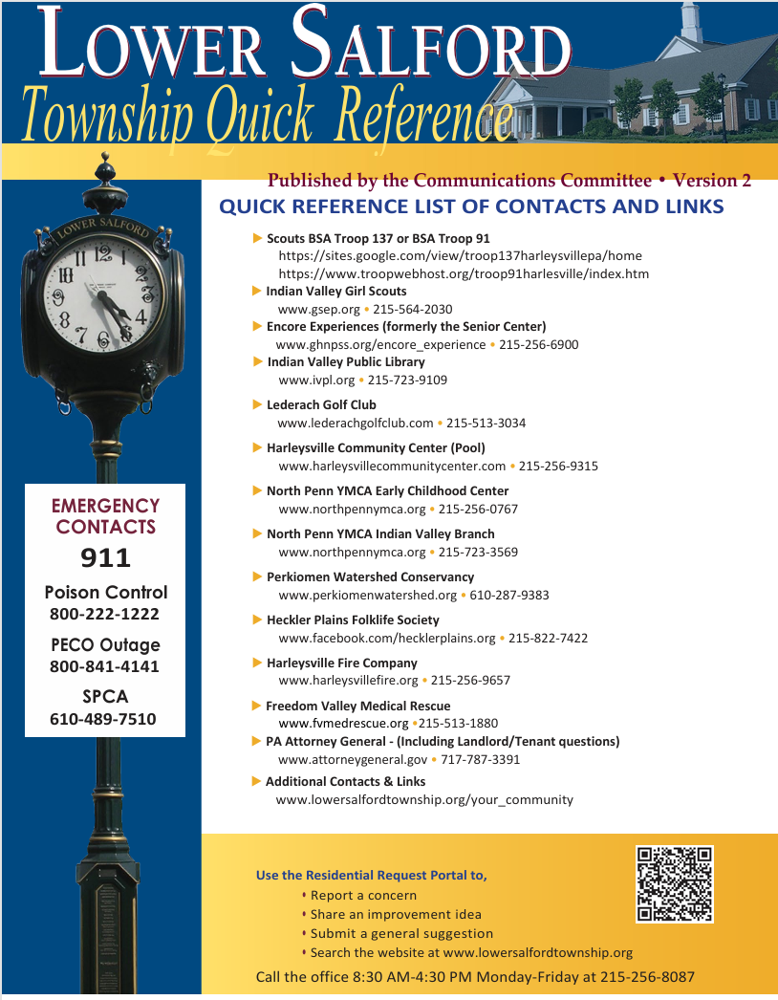 LOWER SALFORD
Township Quick Reference
Published by the Communications Committee • Version 2
QUICK REFERENCE LIST OF CONTACTS AND LINKS
Scouts BSA Troop 137 or BSA Troop 91
https://sites.google.com/view/troop137harleysvillepa/home
https://www.troopwebhost.org/troop91harlesville/index.htm
Indian Valley Girl Scouts
www.gsep.org • 215-564-2030
Encore Experiences (formerly the Senior Center)
www.ghnpss.org/encore_experience • 215-256-6900
Indian Valley Public Library
www.ivpl.org • 215-723-9109
Lederach Golf Club
www.lederachgolfclub.com • 215-513-3034
Harleysville Community Center (Pool)
www.harleysvillecommunitycenter.com • 215-256-9315
North Penn YMCA Early Childhood Center
www.northpennymca.org • 215-256-0767
North Penn YMCA Indian Valley Branch
www.northpennymca.org • 215-723-3569
Perkiomen Watershed Conservancy
www.perkiomenwatershed.org • 610-287-9383
Heckler Plains Folklife Society
www.facebook.com/hecklerplains.org • 215-822-7422
Harleysville Fire Company
www.harleysvillefire.org • 215-256-9657
Freedom Valley Medical Rescue
www.fvmedrescue.org •215-513-1880
PA Attorney General - (Including Landlord/Tenant questions)
www.attorneygeneral.gov • 717-787-3391
Additional Contacts & Links
www.lowersalfordtownship.org/your_community
LOWER SALFORD
12
1
2
3
4
5
6
7
8
9
10
11
EMERGENCY
CONTACTS
911
Poison Control
800-222-1222
PECO Outage
800-841-4141
SPCA
610-489-7510
Use the Residential Request Portal to,
• Report a concern
• Share an improvement idea
• Submit a general suggestion
• Search the website at www.lowersalfordtownship.org
Call the office 8:30 AM-4:30 PM Monday-Friday at 215-256-8087